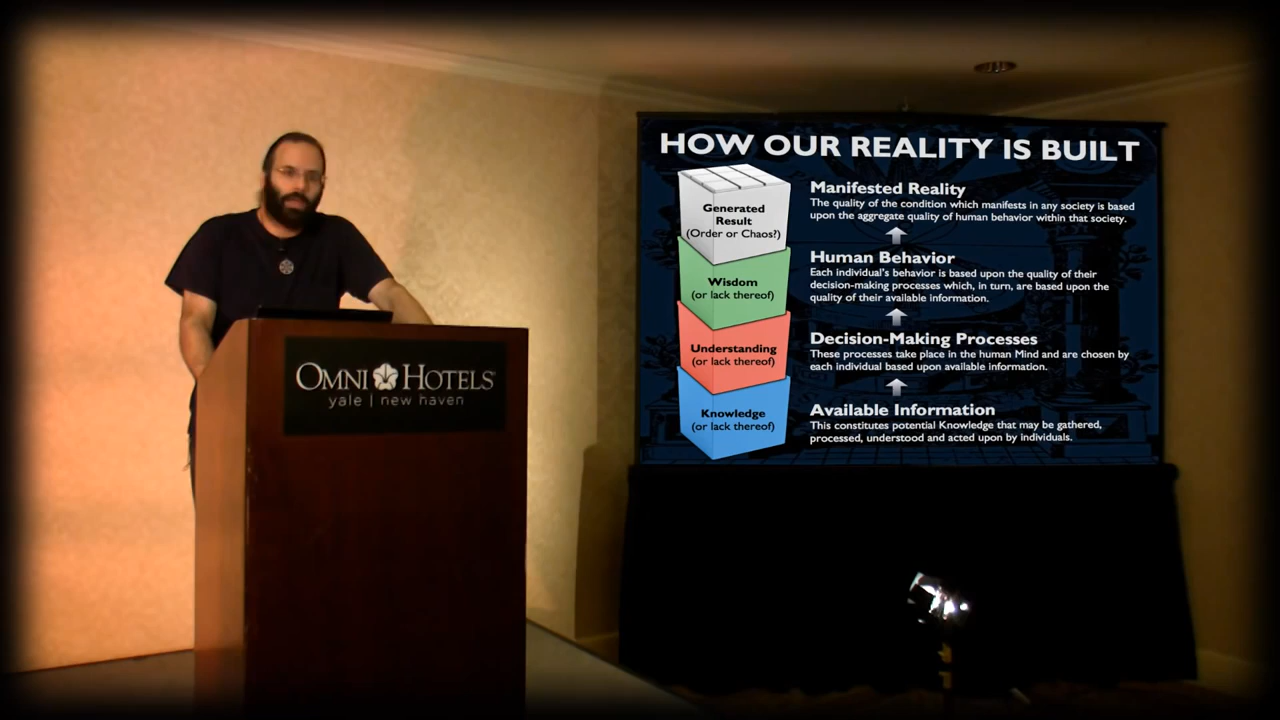 HOW OUR REALITY IS BUILT
Generated
Result
(Order or Chaos?)
Manifested Reality
The quality of the condition which manifests in any society is based
upon the aggregate quality of human behavior within that society.
Wisdom
(or lack thereof)
Human Behavior
Each individual's behavior is based upon the quality of their
decision-making processes which, in turn, are based upon the
quality of their available information.
Understanding
(or lack thereof)
Decision-Making Processes
These processes take place in the human Mind and are chosen by
each individual based upon available information.
Knowledge
(or lack thereof)
Available Information
This constitutes potential Knowledge that may be gathered,
processed, understood and acted upon by individuals.
OMNI HOTELS
yale | new haven